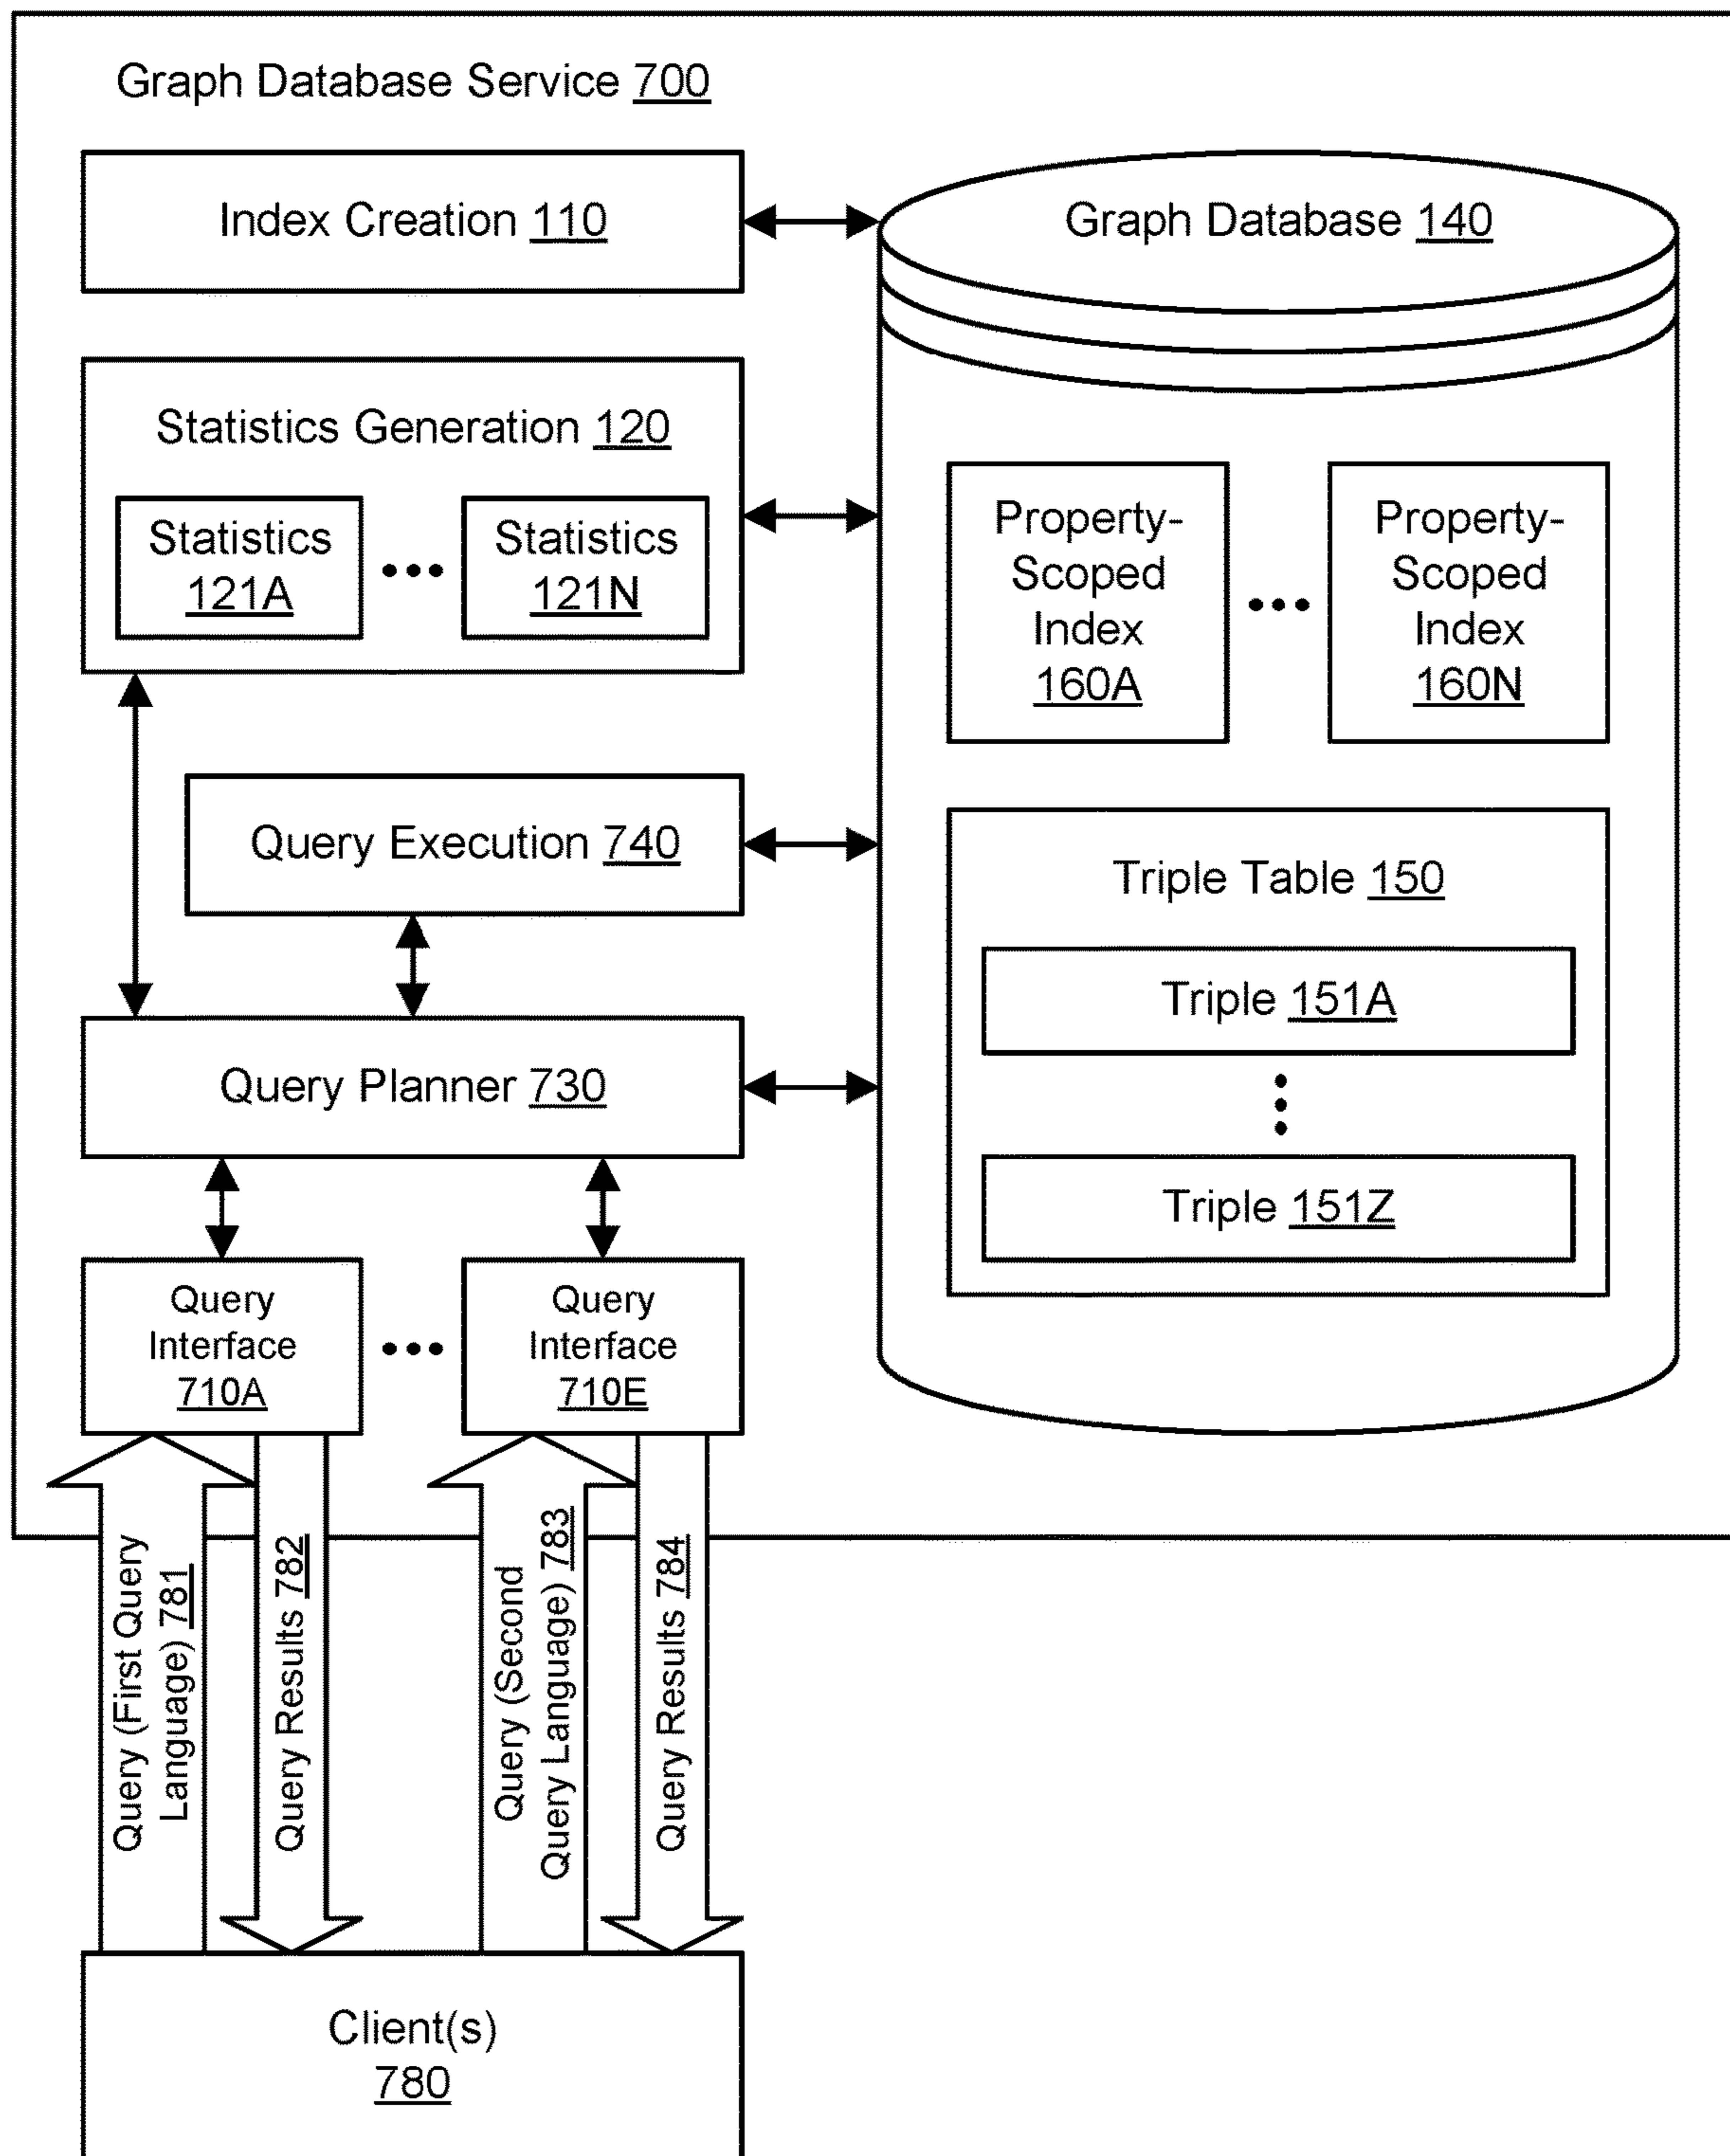 Graph Database Service 700
Index Creation 110
Graph Database 140
Statistics Generation 120
Statistics
121A
Statistics
121N
Property-
Scoped
Index
160A
Property-
Scoped
Index
160N
Query Execution 740
Triple Table 150
Triple 151A
Triple 151Z
Query Planner 730
Query
Interface
710A
Query
Interface
710E
Query (First Query
Language) 781
Query Results 782
Query (Second
Query Language) 783
Query Results 784
Client(s)
780